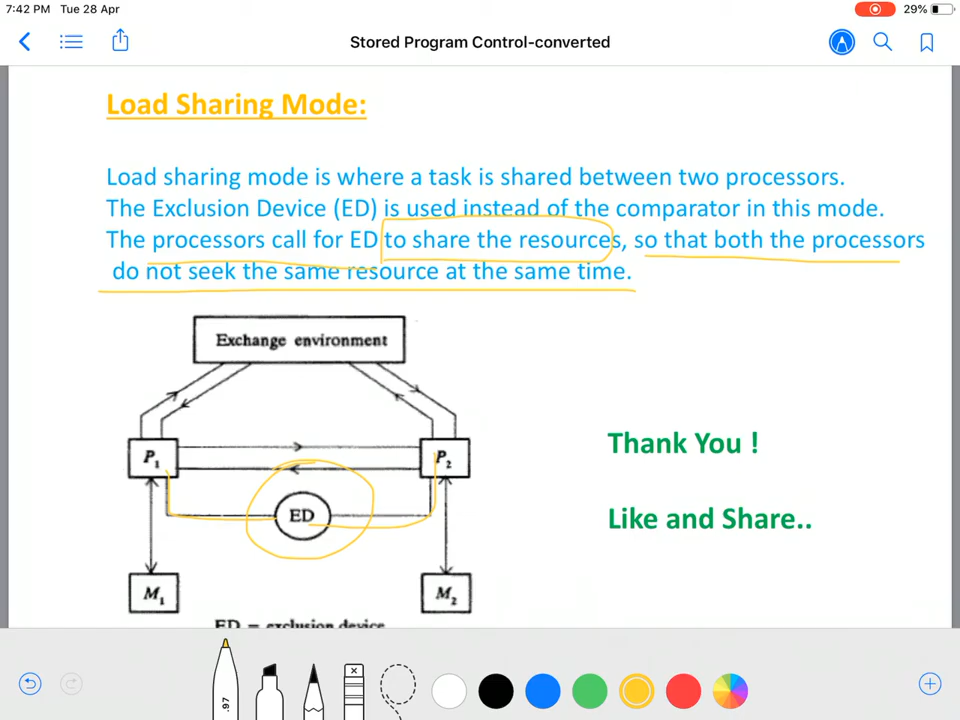 7:42 PM Tue 28 Apr
29%
Stored Program Control-converted
Load Sharing Mode:
Load sharing mode is where a task is shared between two processors.
The Exclusion Device (ED) is used instead of the comparator in this mode.
The processors call for ED to share the resources, so that both the processors
do not seek the same resource at the same time.
Exchange environment
P1 P2
Thank You !
ED
Like and Share..
M1 M2
ED = exclusion device
.97